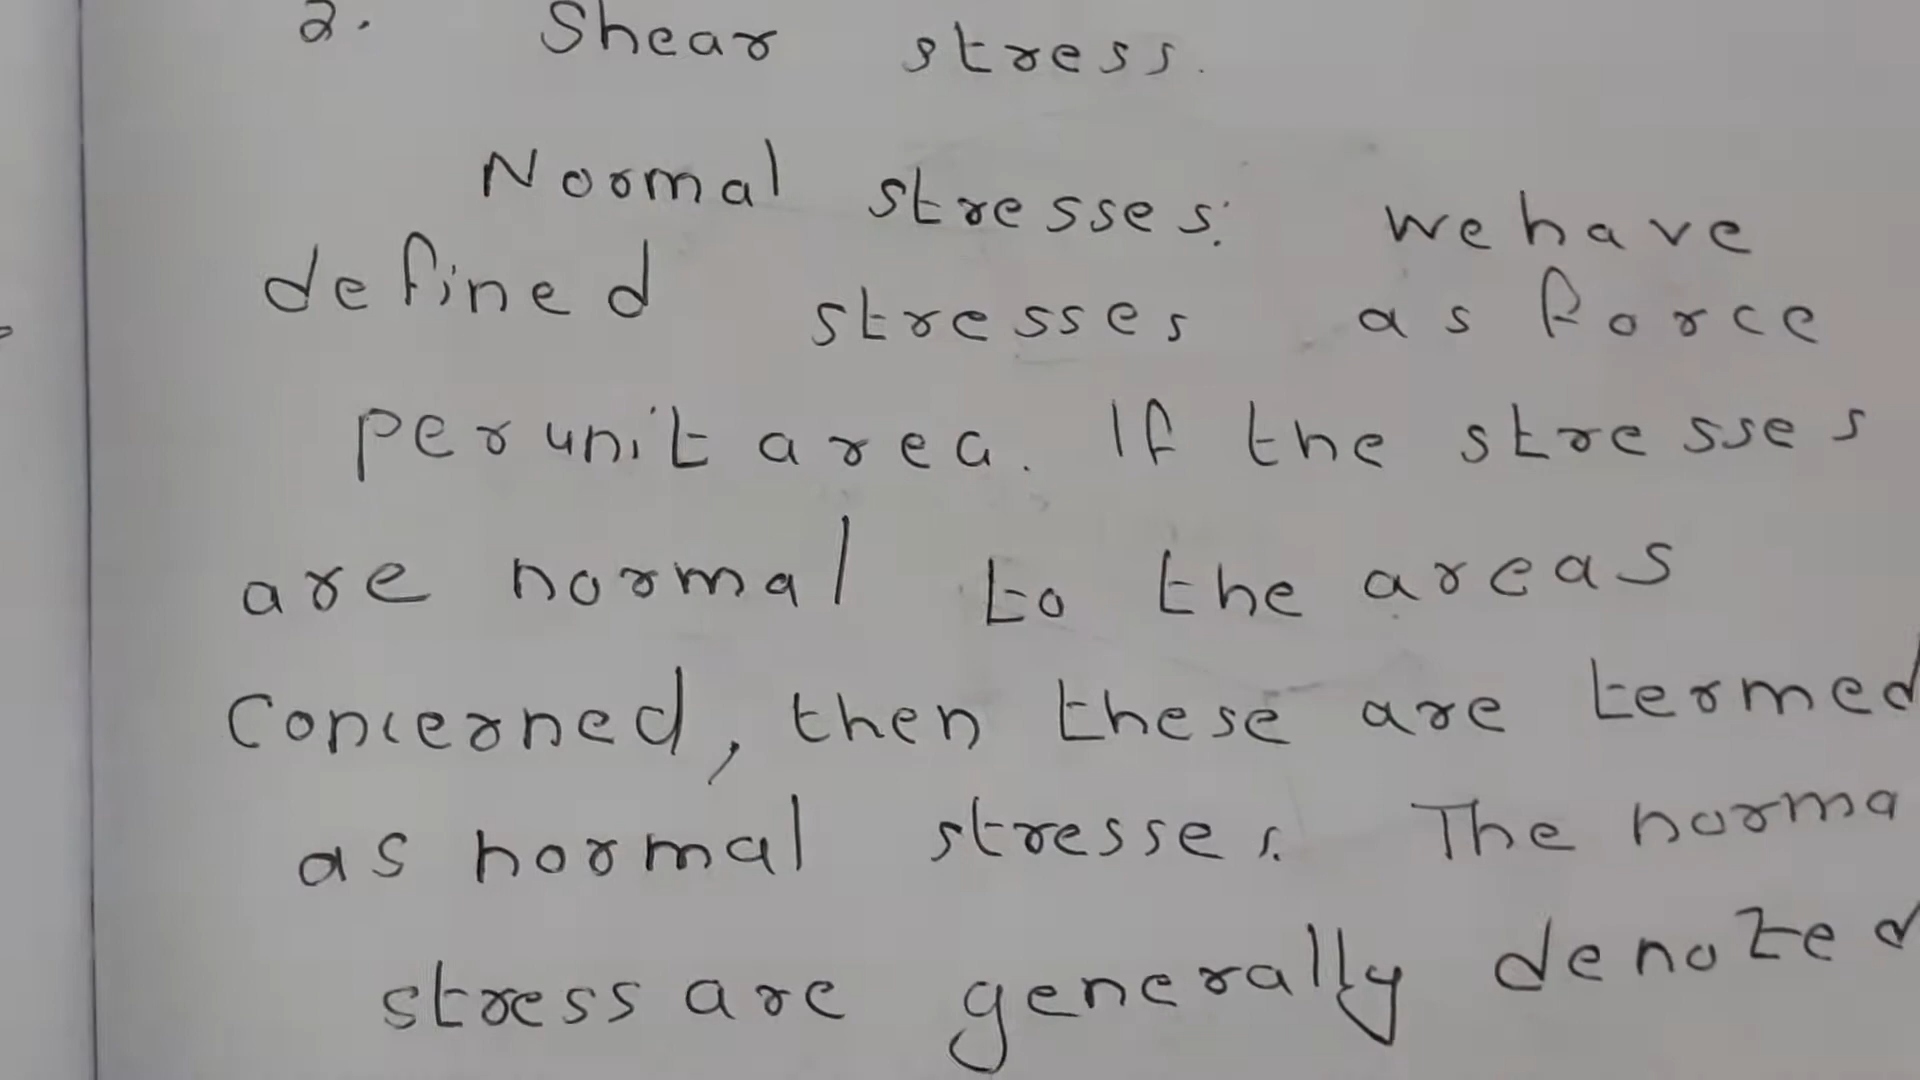 2. Shear stress.
Normal stresses: we have
defined stresses as force
per unit area. If the stresses
are normal to the areas
concerned, then these are termed
as normal stresses. The norma
stress are generally denoted